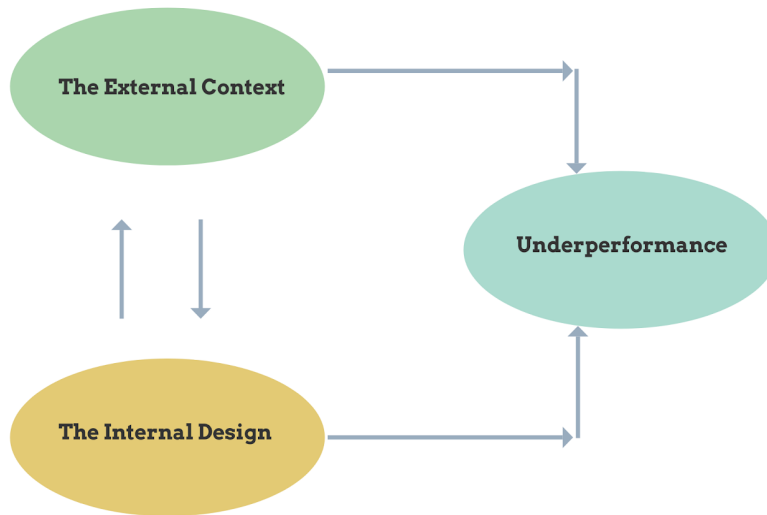 The External Context
Underperformance
The Internal Design